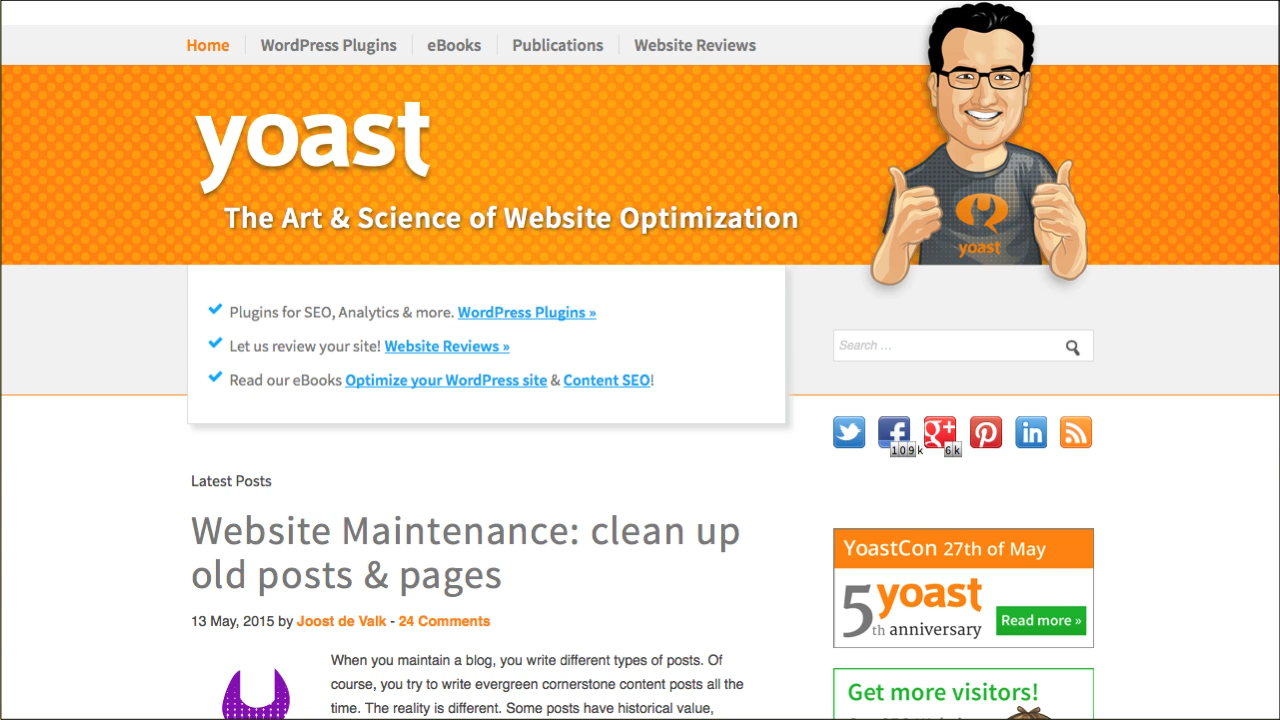 Home
WordPress Plugins
eBooks
Publications
Website Reviews
yoast
The Art & Science of Website Optimization
yoast
Plugins for SEO, Analytics & more. WordPress Plugins »
Let us review your site! Website Reviews »
Read our eBooks Optimize your WordPress site & Content SEO!
Search ...
109k
6k
Latest Posts
Website Maintenance: clean up
old posts & pages
13 May, 2015 by Joost de Valk - 24 Comments
When you maintain a blog, you write different types of posts. Of
course, you try to write evergreen cornerstone content posts all the
time. The reality is different. Some posts have historical value,
YoastCon 27th of May
5 yoast
th anniversary
Read more »
Get more visitors!